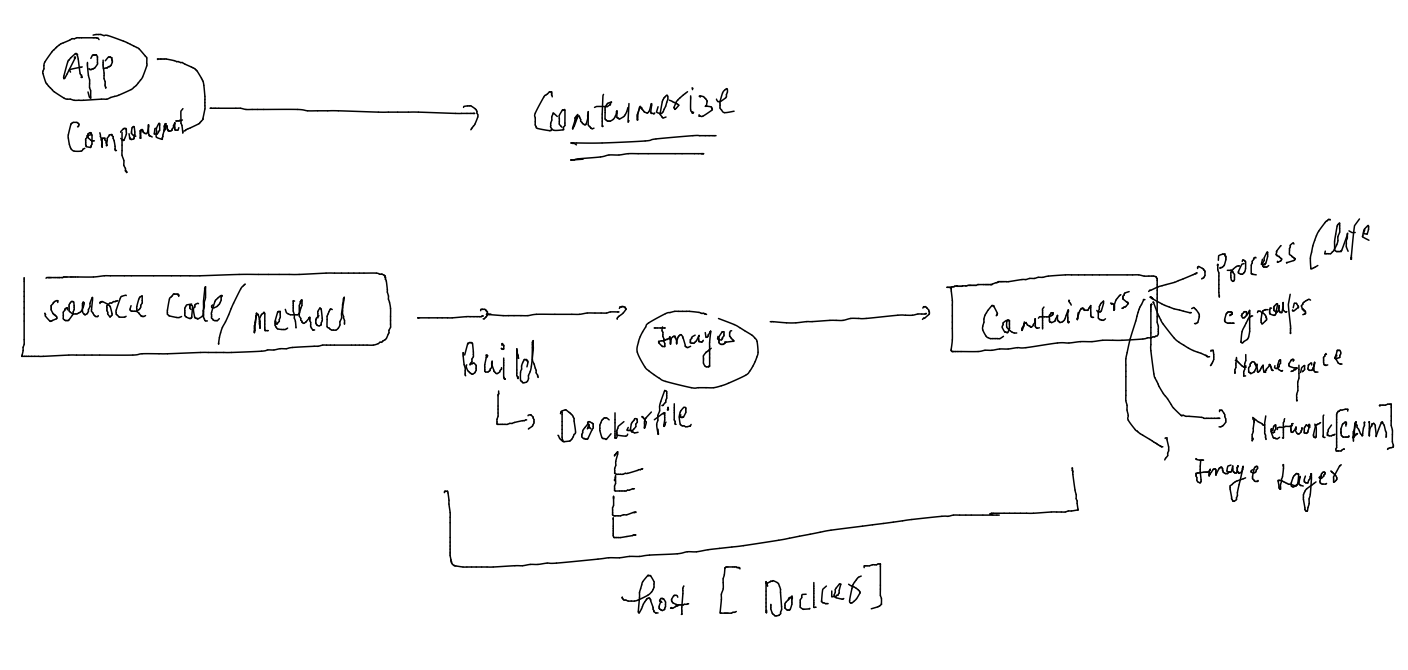 App
Component
Containerize
source code/ method
Build
Dockerfile
Images
Containers
Process (life
cgroups
Namespace
Network[CNM]
Image Layer
host [ Docker]